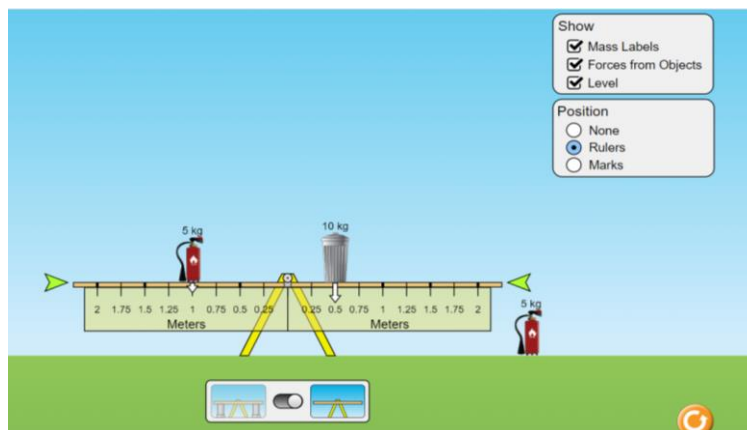 Show
Mass Labels
Forces from Objects
Level
Position
None
Rulers
Marks
5 kg
10 kg
2 1.75 1.5 1.25 1 0.75 0.5 0.25 0.25 0.5 0.75 1 1.25 1.5 1.75 2
Meters Meters
5 kg